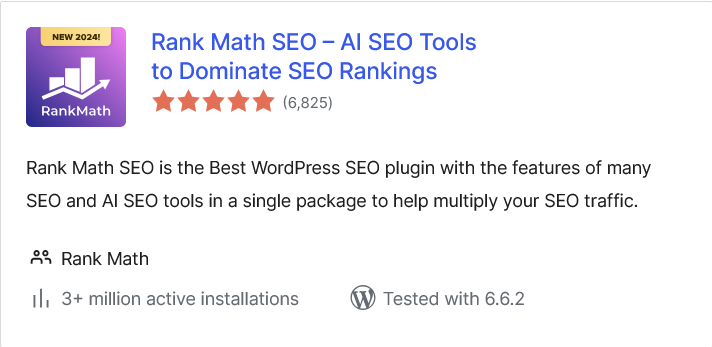 NEW 2024!
RankMath
Rank Math SEO – AI SEO Tools
to Dominate SEO Rankings
(6,825)
Rank Math SEO is the Best WordPress SEO plugin with the features of many
SEO and AI SEO tools in a single package to help multiply your SEO traffic.
Rank Math
3+ million active installations
Tested with 6.6.2